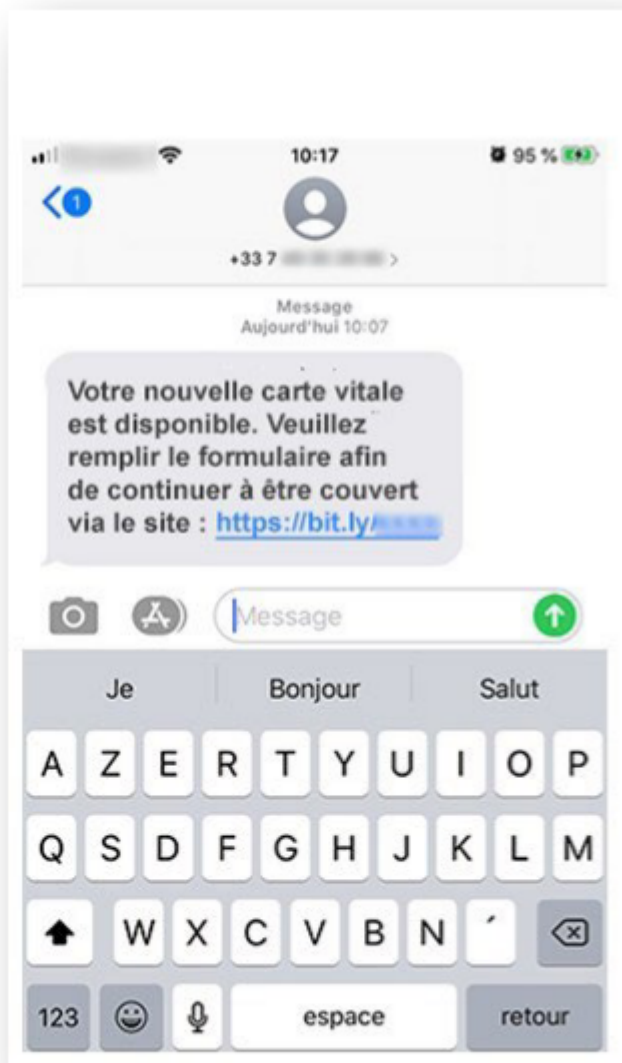 10:17
95 %
1
+33 7
Message
Aujourd'hui 10:07
Votre nouvelle carte vitale
est disponible. Veuillez
remplir le formulaire afin
de continuer à être couvert
via le site : https://bit.ly/
Message
Je Bonjour Salut
A Z E R T Y U I O P
Q S D F G H J K L M
W X C V B N ´
123 espace retour